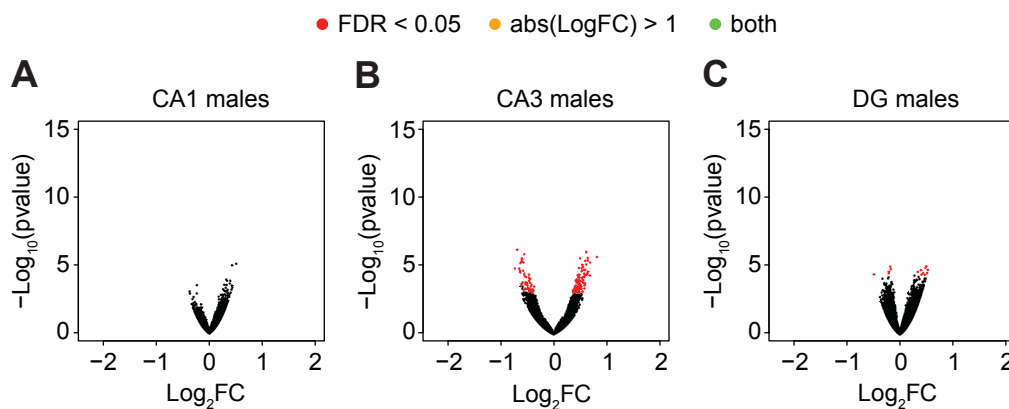 FDR < 0.05 abs(LogFC) > 1 both
A B C
CA1 males CA3 males DG males
−Log₁₀(pvalue) −Log₁₀(pvalue) −Log₁₀(pvalue)
15 15 15
10 10 10
5 5 5
0 0 0
−2 −1 0 1 2 −2 −1 0 1 2 −2 −1 0 1 2
Log₂FC Log₂FC Log₂FC